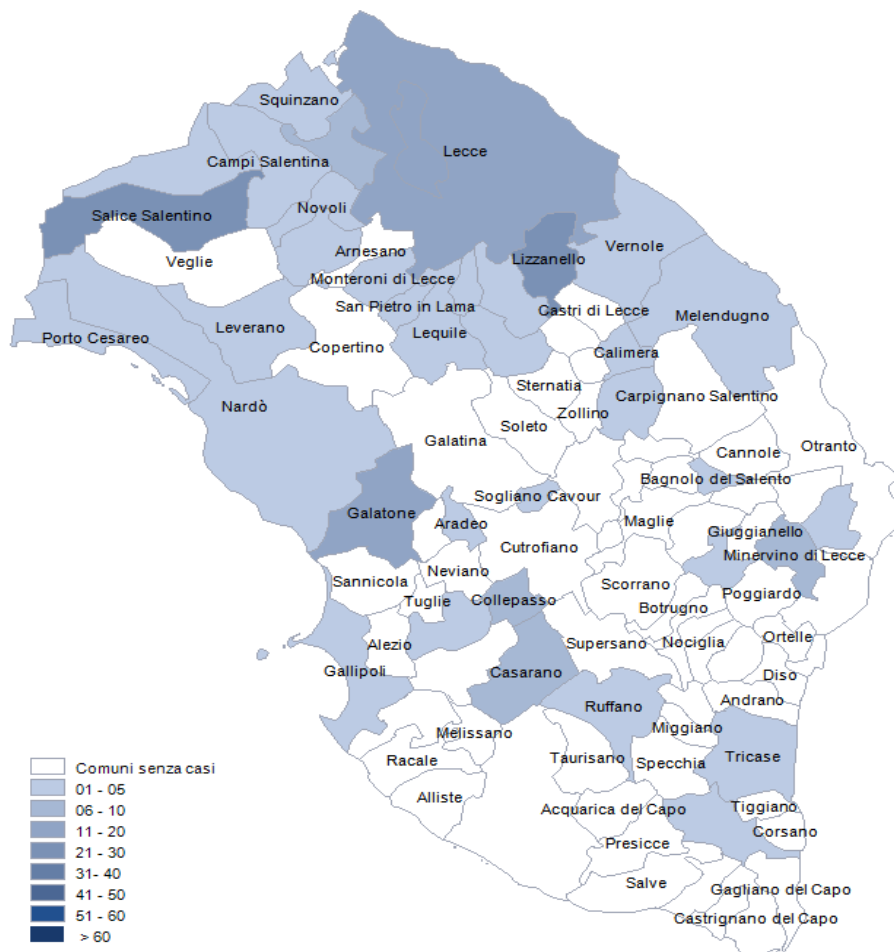 Squinzano
Lecce
Campi Salentina
Novoli
Salice Salentino
Arnesano
Vernole
Lizzanello
Veglie
Monteroni di Lecce
San Pietro in Lama
Castri di Lecce
Melendugno
Leverano
Porto Cesareo
Lequile
Copertino
Calimera
Sternatia
Carpignano Salentino
Nardò
Zollino
Soleto
Galatina
Otranto
Cannole
Bagnolo del Salento
Sogliano Cavour
Galatone
Aradeo
Maglie
Giuggianello
Cutrofiano
Minervino di Lecce
Neviano
Sannicola
Scorrano
Poggiardo
Tuglie
Collepasso
Botrugno
Alezio
Supersano
Nociglia
Ortelle
Gallipoli
Casarano
Diso
Andrano
Ruffano
Miggiano
Melissano
Tricase
Racale
Taurisano
Specchia
Alliste
Acquarica del Capo
Tiggiano
Corsano
Presicce
Salve
Gagliano del Capo
Castrignano del Capo
Comuni senza casi
01 - 05
06 - 10
11 - 20
21 - 30
31- 40
41 - 50
51 - 60
> 60